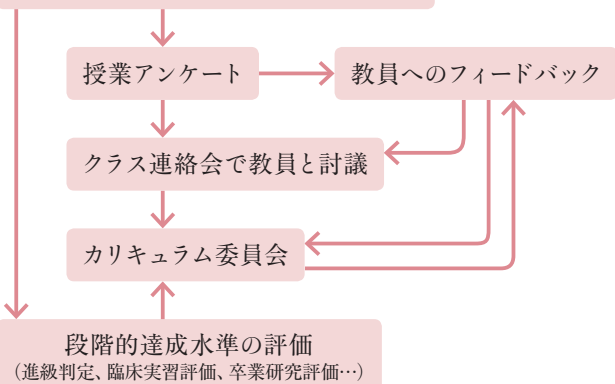 授業アンケート
教員へのフィードバック
クラス連絡会で教員と討議
カリキュラム委員会
段階的達成水準の評価
（進級判定、臨床実習評価、卒業研究評価…）